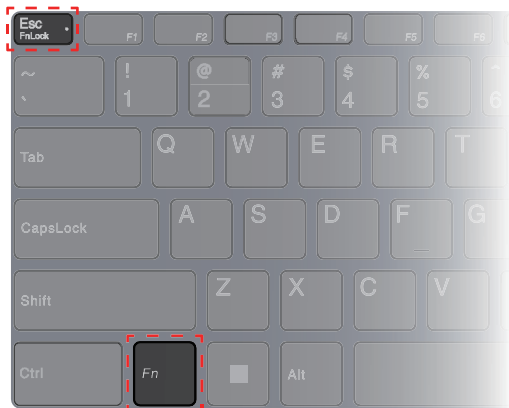 Esc
FnLock
F1 F2 F3 F4 F5 F6
~ ! @ # $ % ^
` 1 2 3 4 5 6
Tab Q W E R T
CapsLock A S D F G
Shift Z X C V
Ctrl Fn Alt